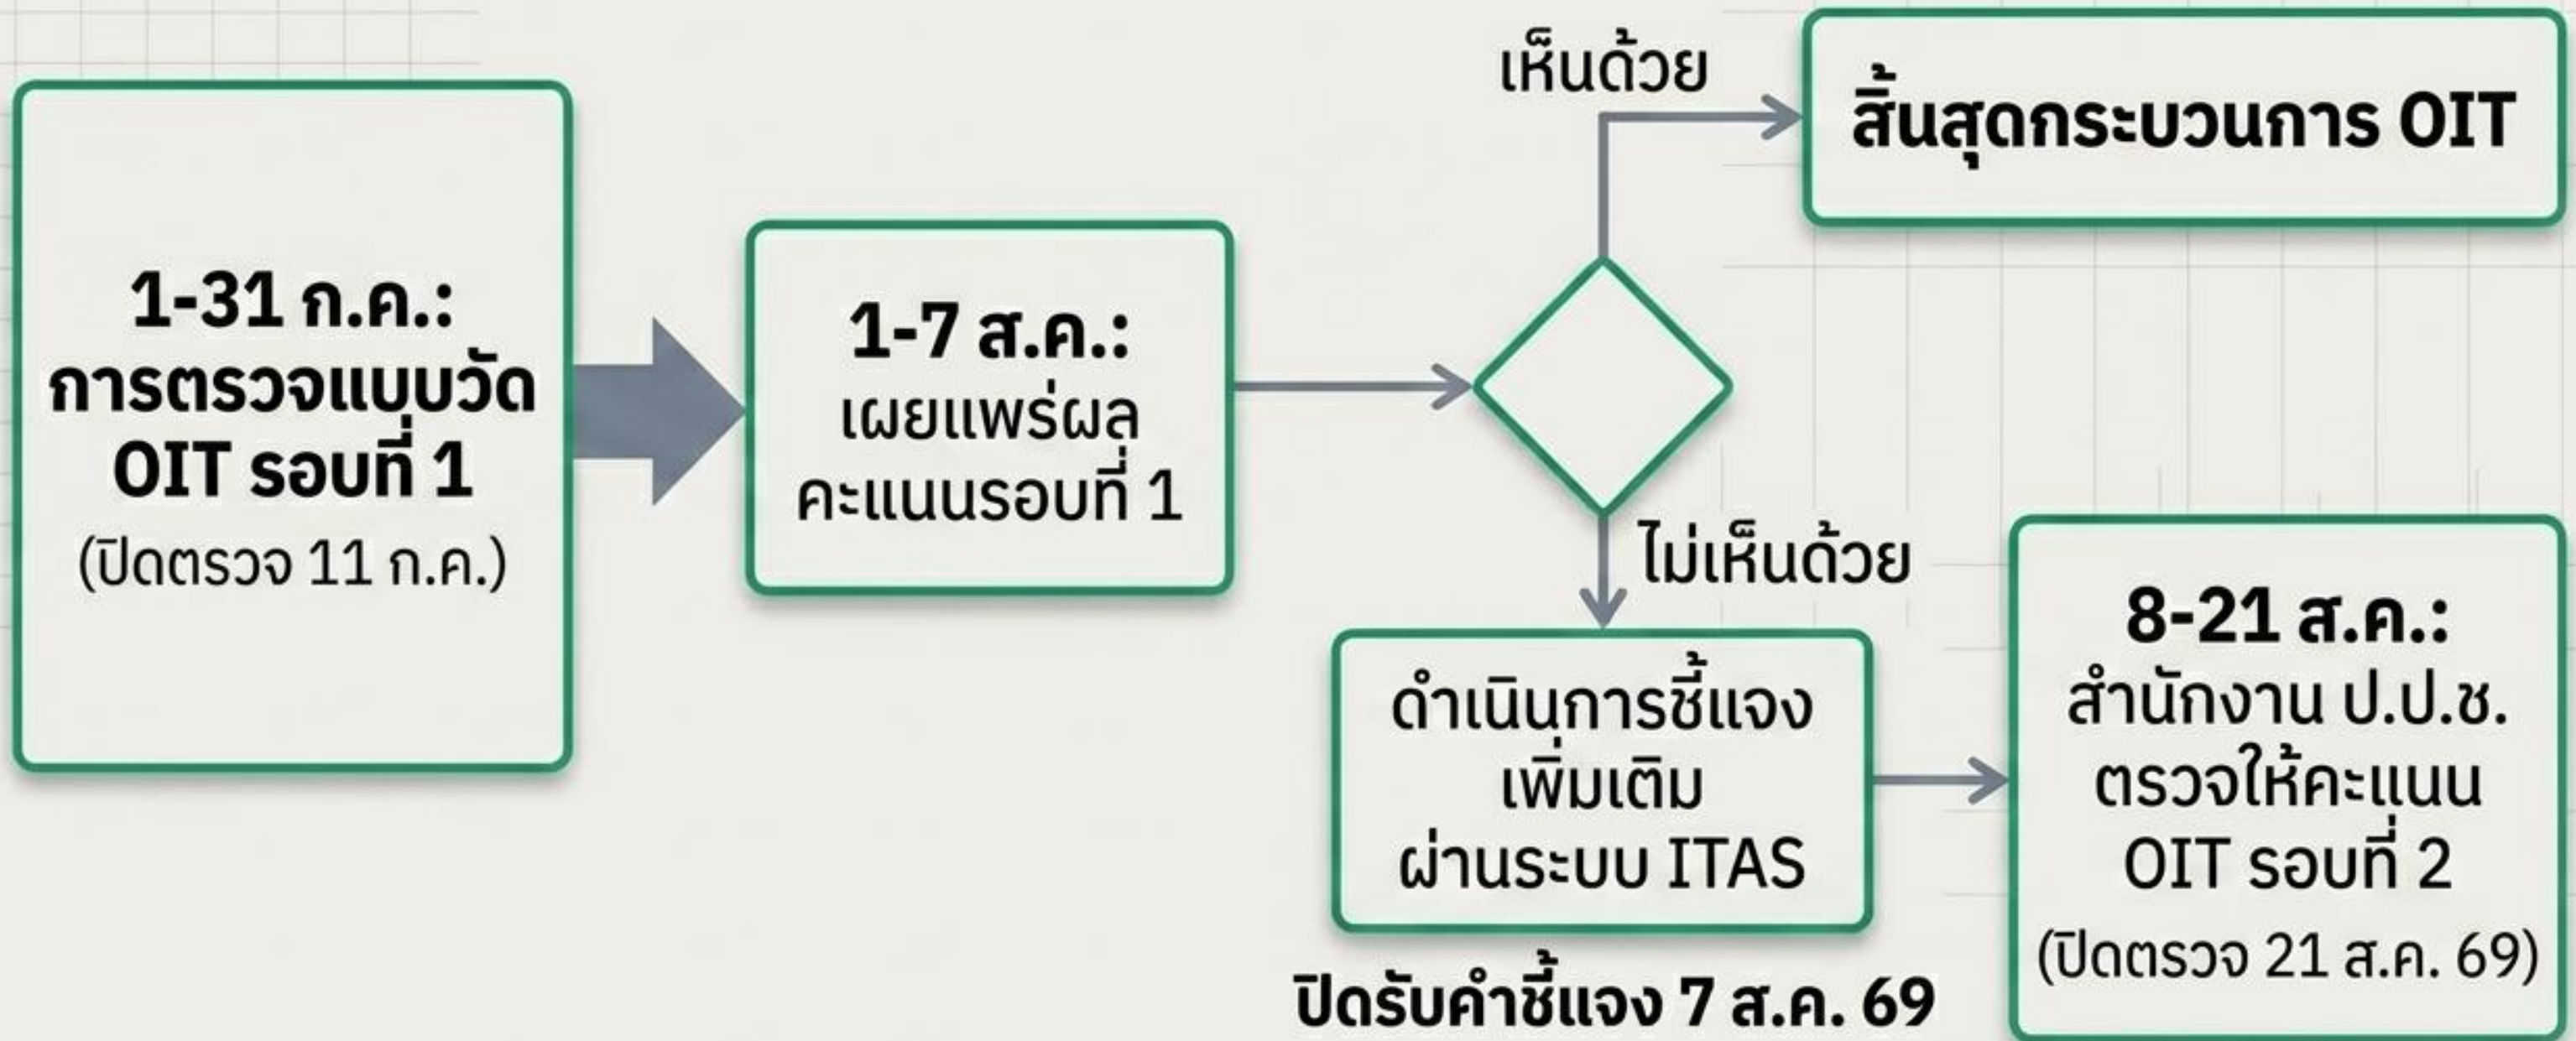 1-31 ก.ค.:
การตรวจแบบวัด
OIT รอบที่ 1
(ปิดตรวจ 11 ก.ค.)
1-7 ส.ค.:
เผยแพร่ผล
คะแนนรอบที่ 1
เห็นด้วย
สิ้นสุดกระบวนการ OIT
ไม่เห็นด้วย
ดำเนินการชี้แจง
เพิ่มเติม
ผ่านระบบ ITAS
ปิดรับคำชี้แจง 7 ส.ค. 69
8-21 ส.ค.:
สำนักงาน ป.ป.ช.
ตรวจให้คะแนน
OIT รอบที่ 2
(ปิดตรวจ 21 ส.ค. 69)